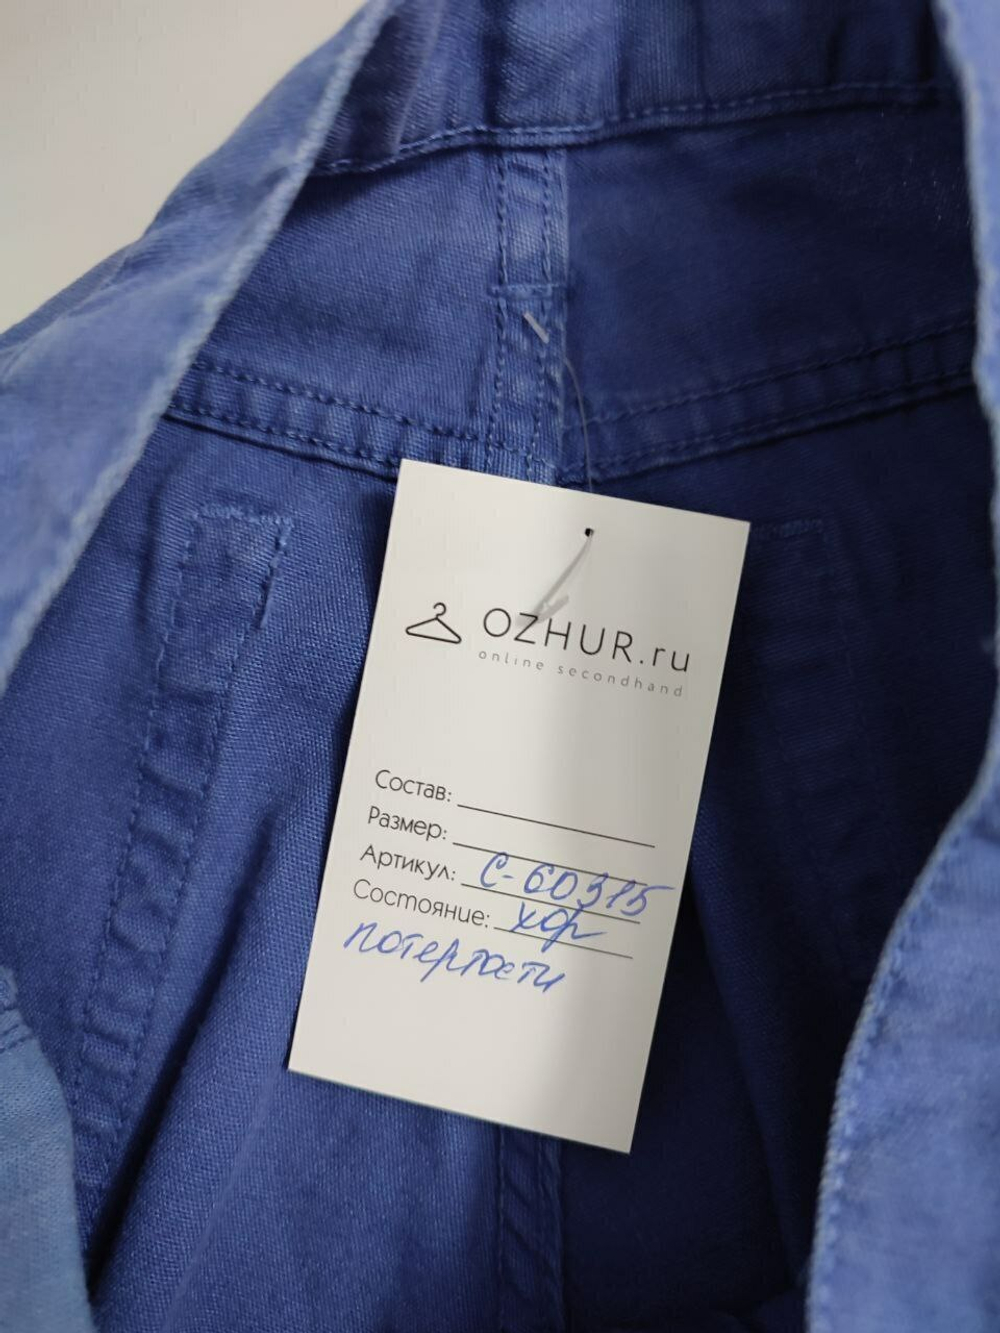 OZHUR.ru
online secondhand
Состав:
Размер:
Артикул: С-60315
Состояние: хор
потертости